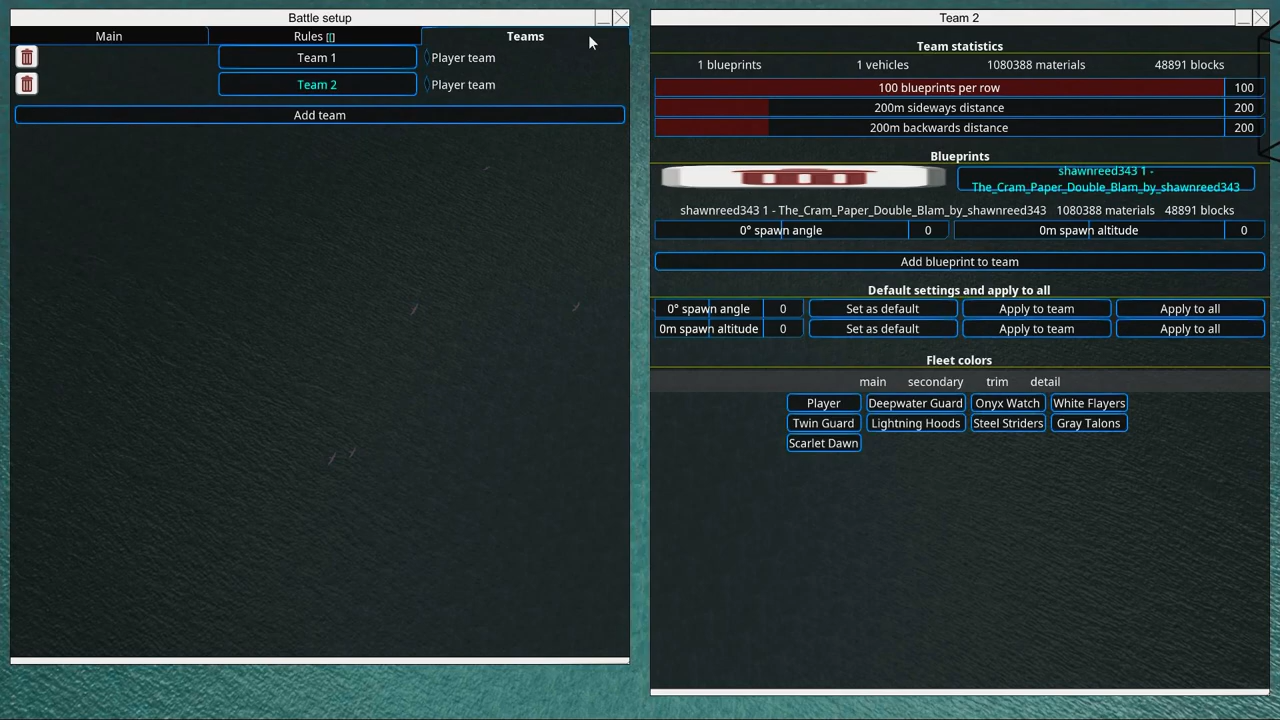 Battle setup
Main
Rules [[]
Teams
Team 1
Player team
Team 2
Player team
Add team
Team 2
Team statistics
1 blueprints
1 vehicles
1080388 materials
48891 blocks
100 blueprints per row
100
200m sideways distance
200
200m backwards distance
200
Blueprints
shawnreed343 1 -
The_Cram_Paper_Double_Blam_by_shawnreed343
shawnreed343 1 - The_Cram_Paper_Double_Blam_by_shawnreed343 1080388 materials 48891 blocks
0° spawn angle
0
0m spawn altitude
0
Add blueprint to team
Default settings and apply to all
0° spawn angle
0
Set as default
Apply to team
Apply to all
0m spawn altitude
0
Set as default
Apply to team
Apply to all
Fleet colors
main
secondary
trim
detail
Player
Deepwater Guard
Onyx Watch
White Flayers
Twin Guard
Lightning Hoods
Steel Striders
Gray Talons
Scarlet Dawn